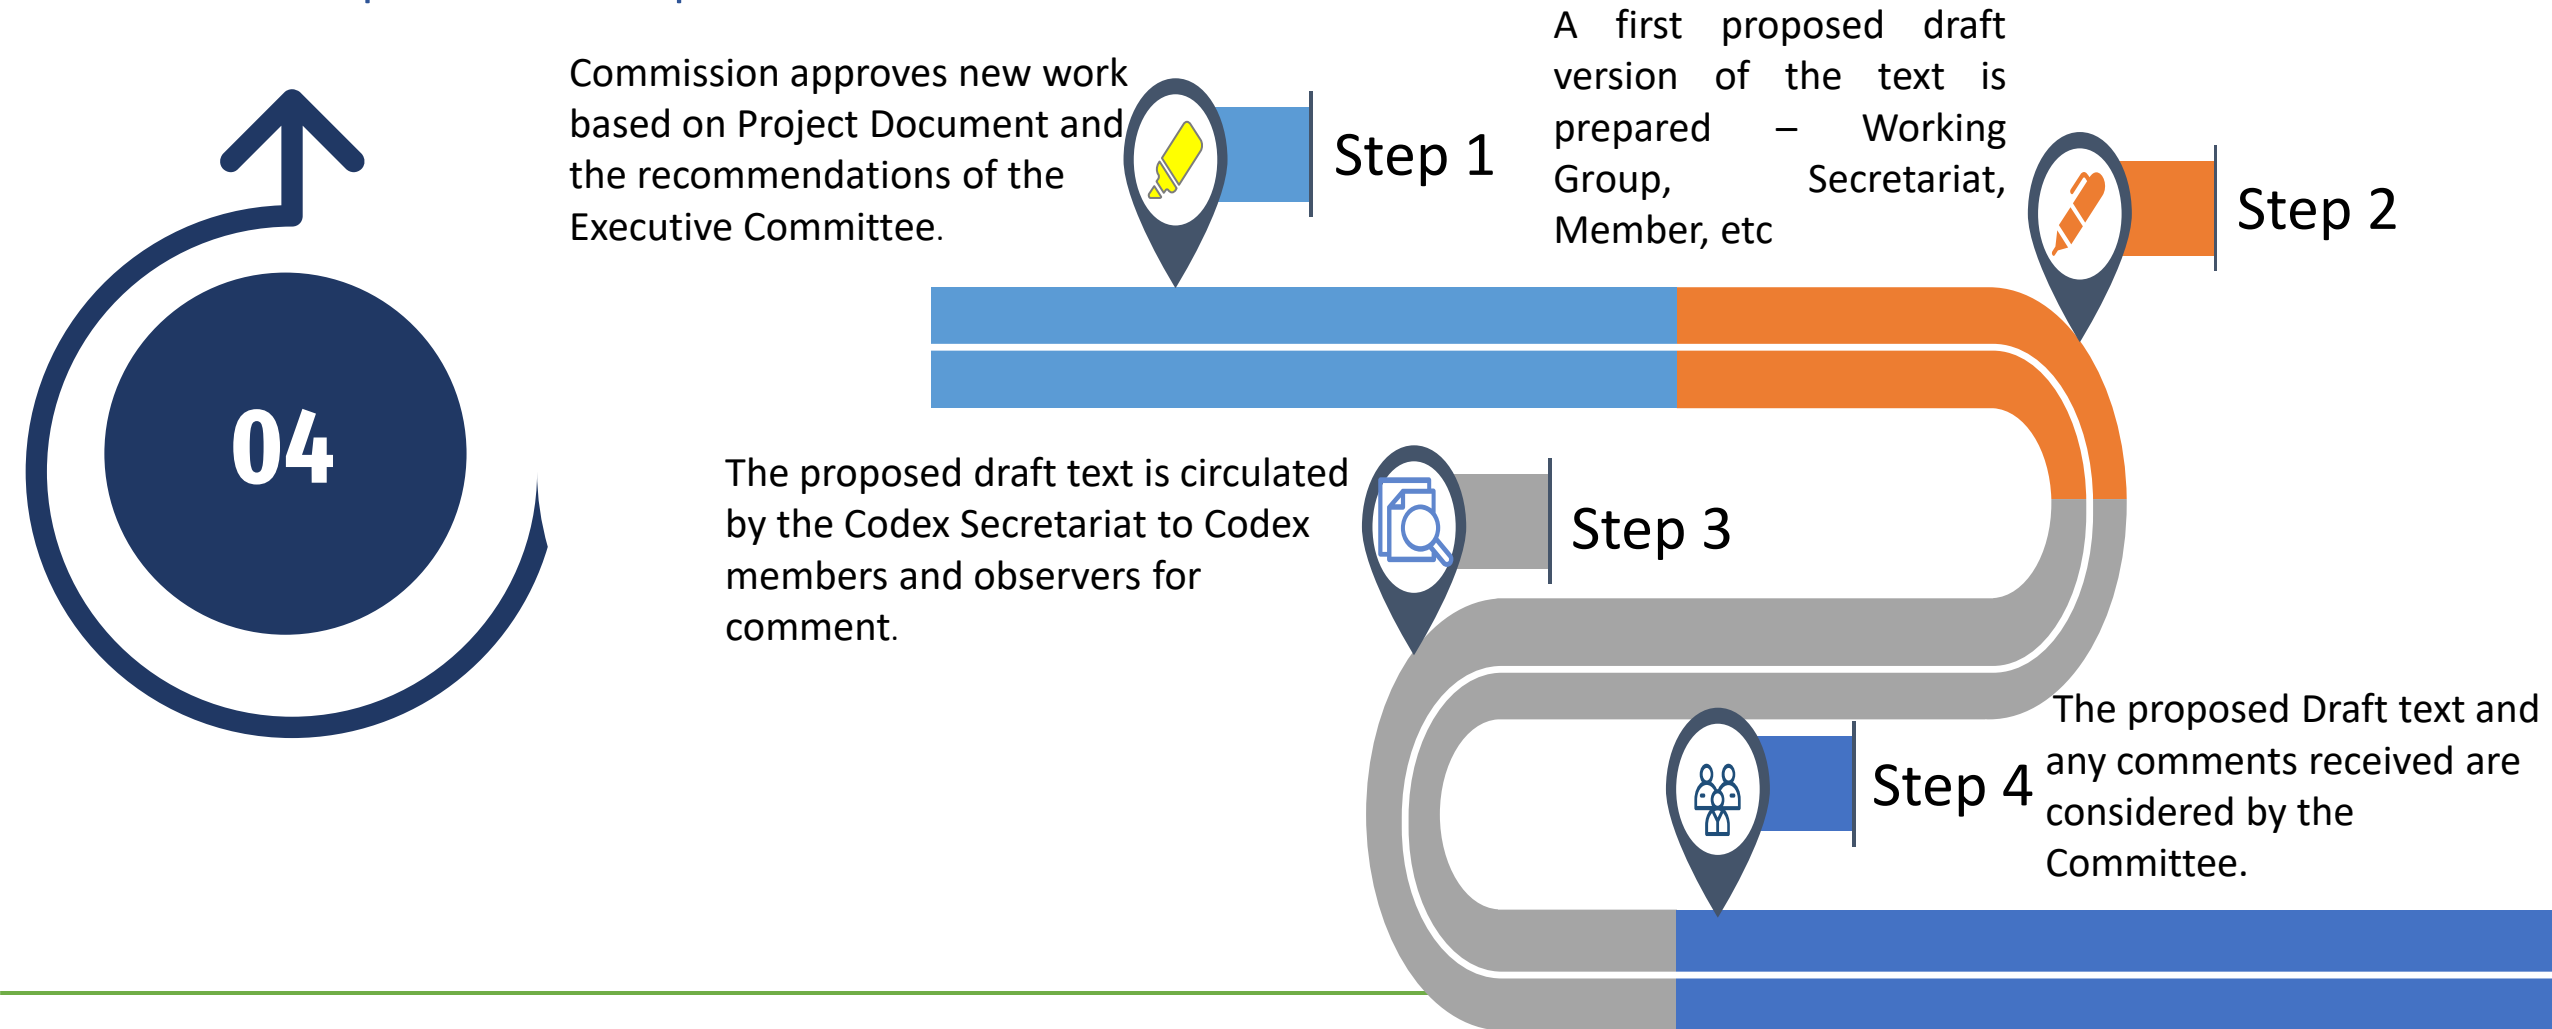 Commission approves new work
based on Project Document and
the recommendations of the
Executive Committee.
Step 1
A first proposed draft
version of the text is
prepared – Working
Group, Secretariat,
Member, etc
Step 2
04
The proposed draft text is circulated
by the Codex Secretariat to Codex
members and observers for
comment.
Step 3
Step 4
The proposed Draft text and
any comments received are
considered by the
Committee.